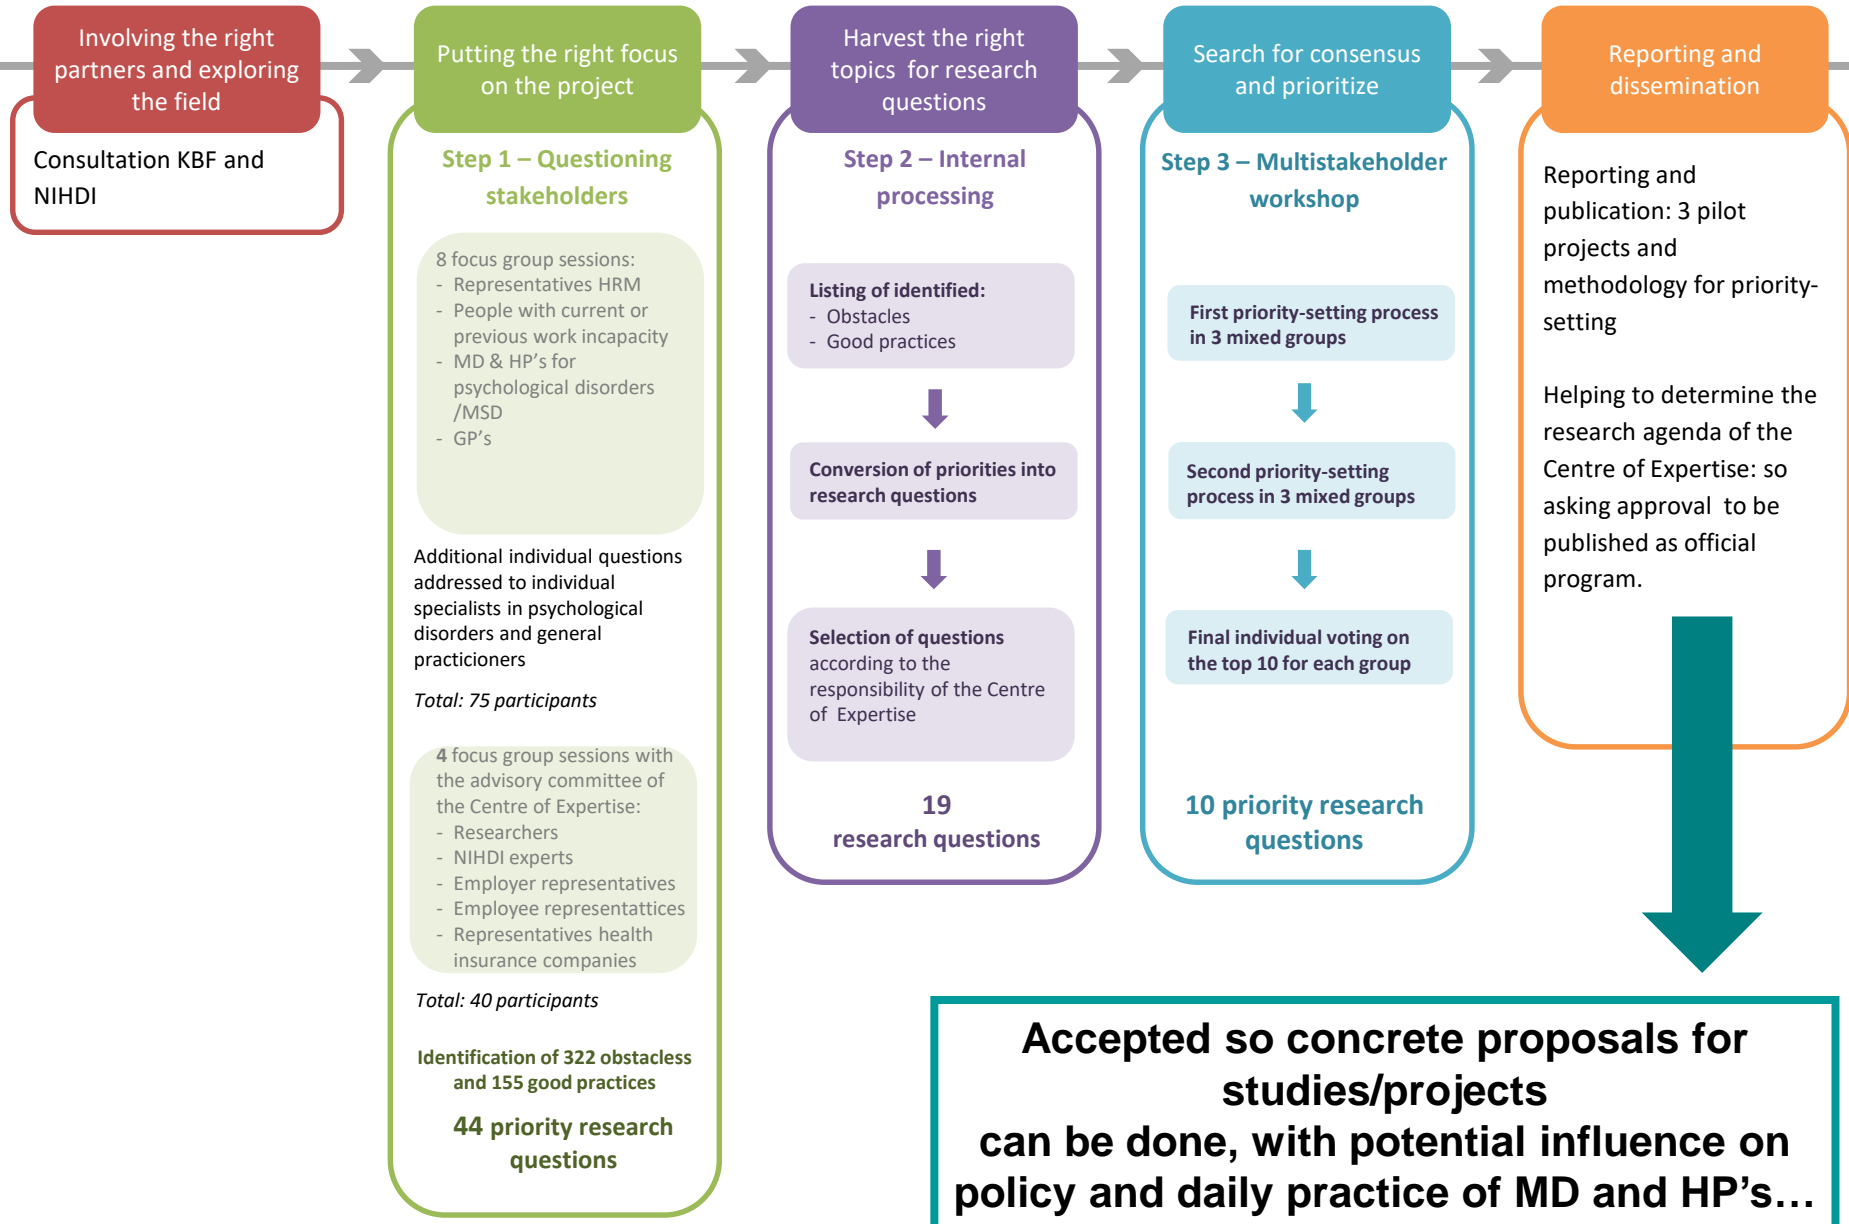 Involving the right
partners and exploring
the field
Consultation KBF and
NIHDI
Putting the right focus
on the project
Step 1 – Questioning
stakeholders
8 focus group sessions:
- Representatives HRM
- People with current or
previous work incapacity
- MD & HP's for
psychological disorders
/MSD
- GP's
Additional individual questions
addressed to individual
specialists in psychological
disorders and general
practicioners
Total: 75 participants
4 focus group sessions with
the advisory committee of
the Centre of Expertise:
- Researchers
- NIHDI experts
- Employer representatives
- Employee representattices
- Representatives health
insurance companies
Total: 40 participants
Identification of 322 obstacless
and 155 good practices
44 priority research
questions
Harvest the right
topics for research
questions
Step 2 – Internal
processing
Listing of identified:
- Obstacles
- Good practices
Conversion of priorities into
research questions
Selection of questions
according to the
responsibility of the Centre
of Expertise
19
research questions
Search for consensus
and prioritize
Step 3 – Multistakeholder
workshop
First priority-setting process
in 3 mixed groups
Second priority-setting
process in 3 mixed groups
Final individual voting on
the top 10 for each group
10 priority research
questions
Reporting and
dissemination
Reporting and
publication: 3 pilot
projects and
methodology for priority-
setting
Helping to determine the
research agenda of the
Centre of Expertise: so
asking approval to be
published as official
program.
Accepted so concrete proposals for
studies/projects
can be done, with potential influence on
policy and daily practice of MD and HP's…